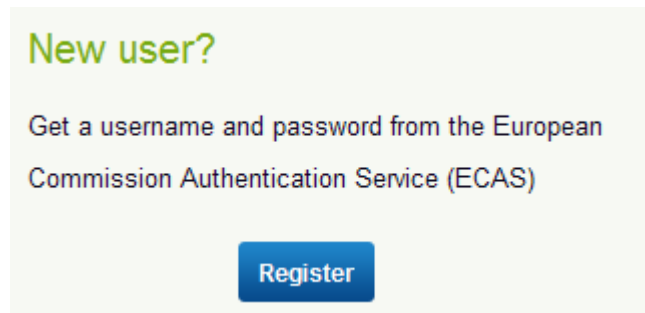 New user?
Get a username and password from the European
Commission Authentication Service (ECAS)
Register